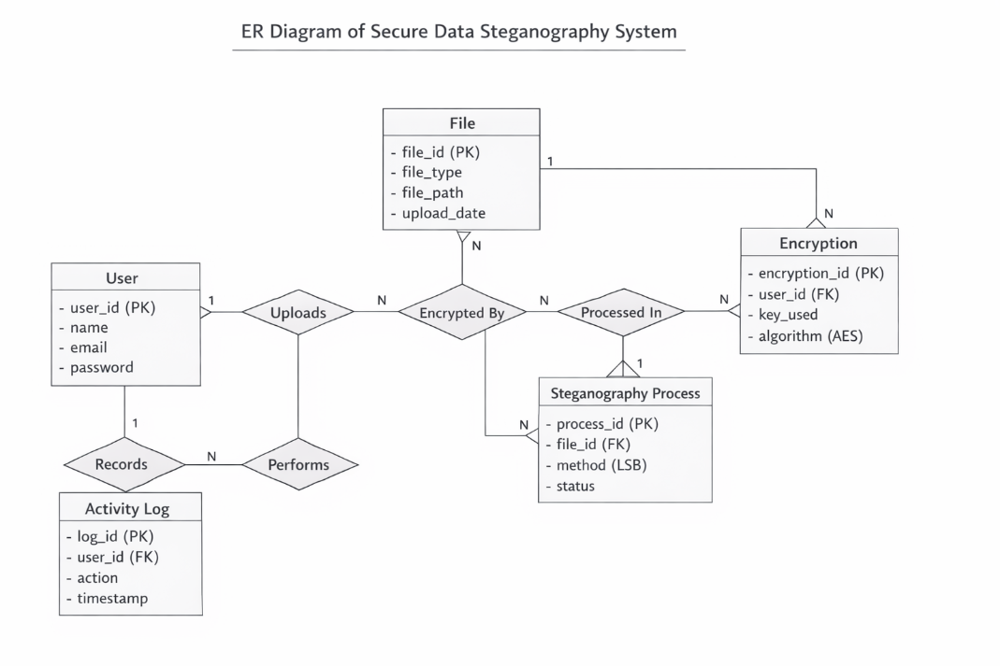 ER Diagram of Secure Data Steganography System
File
- file_id (PK)
- file_type
- file_path
- upload_date
1
N
N
Encryption
- encryption_id (PK)
- user_id (FK)
- key_used
- algorithm (AES)
User
- user_id (PK)
- name
- email
- password
1
Uploads
N
Encrypted By
N
Processed In
N
1
Steganography Process
- process_id (PK)
- file_id (FK)
- method (LSB)
- status
N
1
Records
N
Performs
Activity Log
- log_id (PK)
- user_id (FK)
- action
- timestamp